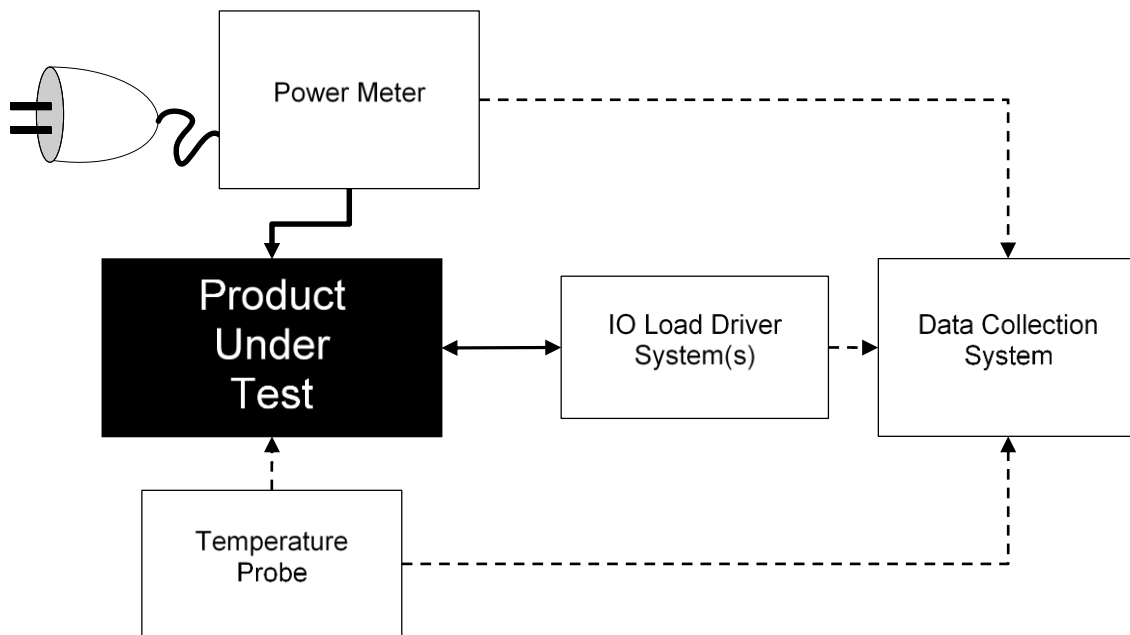 Power Meter
Product
Under
Test
IO Load Driver
System(s)
Data Collection
System
Temperature
Probe